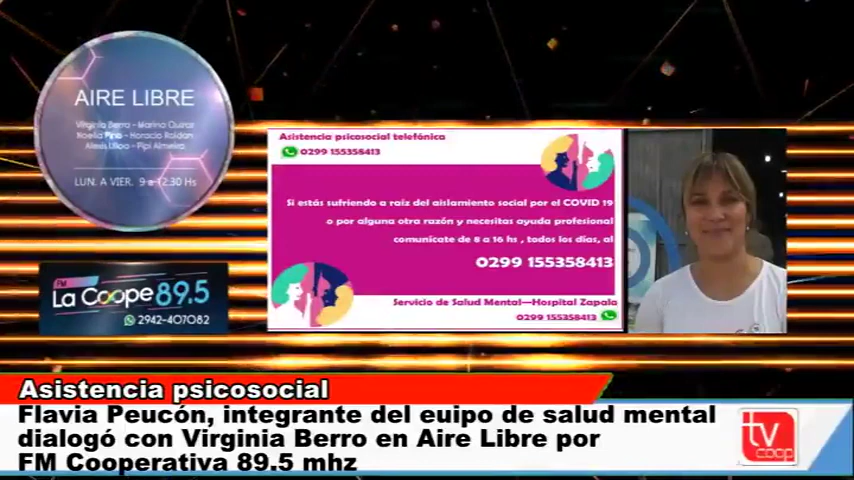 AIRE LIBRE
Virginia Berro - Marina Quiroz
Noelia Pino - Horacio Roldan
Alexis Ulloa - Pipi Almeira
LUN. A VIER. 9 a 12:30 Hs
FM
La Coope 89.5
2942-407082
Asistencia psicosocial telefónica
0299 155358413
Si estás sufriendo a raíz del aislamiento social por el COVID 19
o por alguna otra razón y necesitas ayuda profesional
comunicate de 8 a 16 hs , todos los días, al
0299 155358413
Servicio de Salud Mental—Hospital Zapala
0299 155358413
Asistencia psicosocial
Flavia Peucón, integrante del euipo de salud mental
dialogó con Virginia Berro en Aire Libre por
FM Cooperativa 89.5 mhz
tv
coop